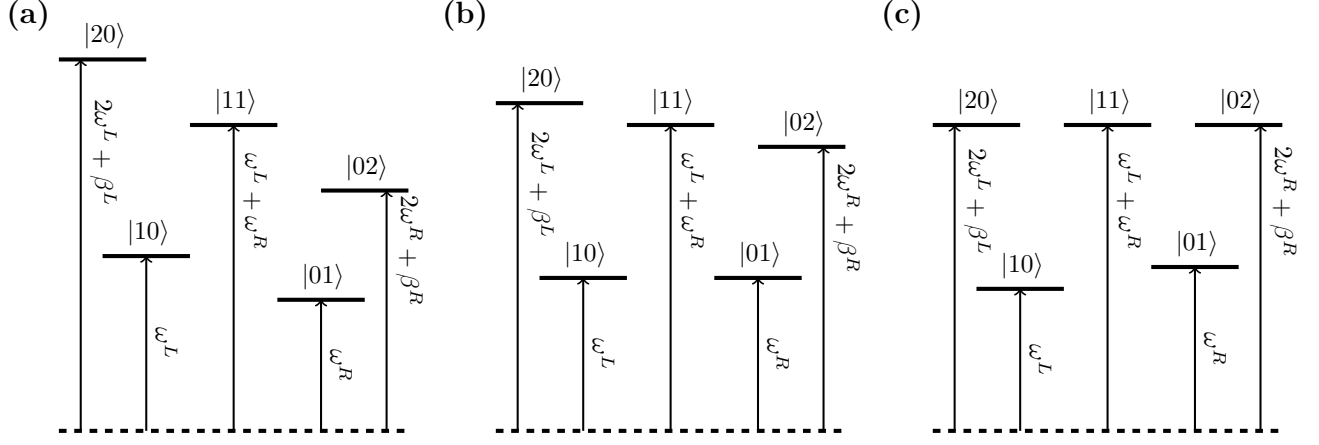 (a)
|20⟩
2ω^L + β^L
|10⟩
ω^L
|11⟩
ω^L + ω^R
|01⟩
ω^R
|02⟩
2ω^R + β^R
(b)
|20⟩
2ω^L + β^L
|10⟩
ω^L
|11⟩
ω^L + ω^R
|01⟩
ω^R
|02⟩
2ω^R + β^R
(c)
|20⟩
2ω^L + β^L
|10⟩
ω^L
|11⟩
ω^L + ω^R
|01⟩
ω^R
|02⟩
2ω^R + β^R